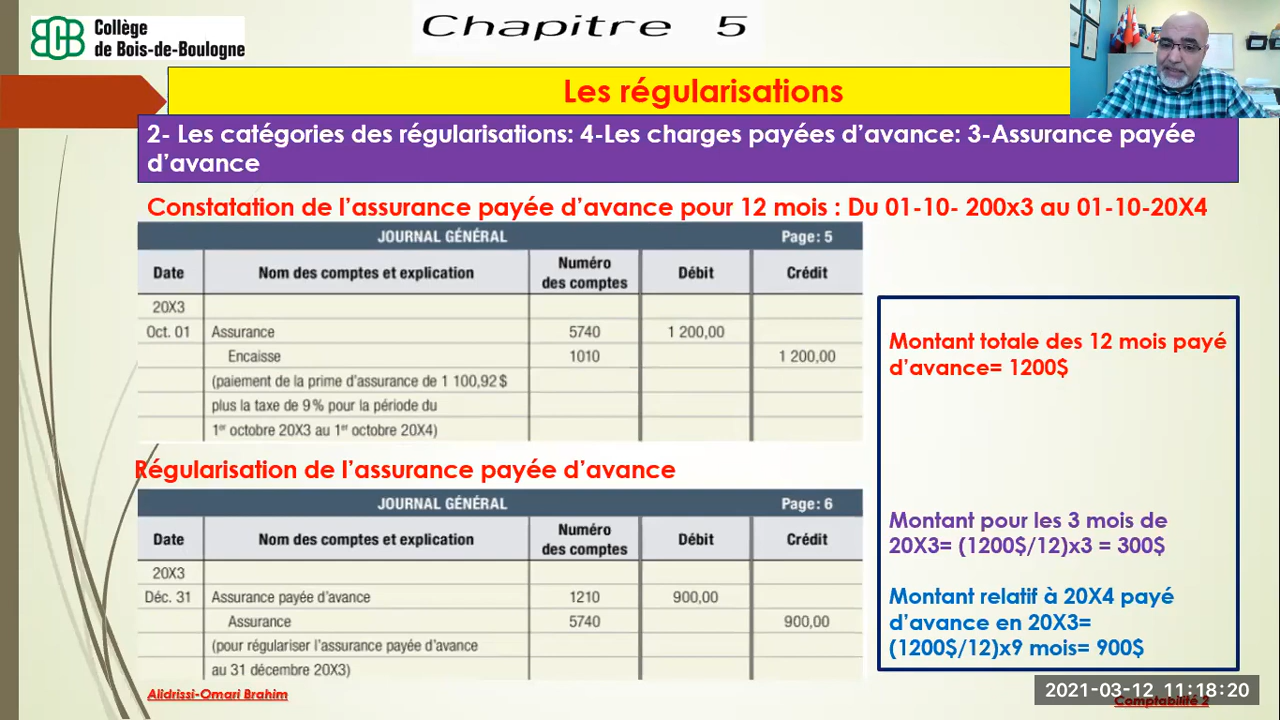 Collège
de Bois-de-Boulogne
Chapitre 5
Les régularisations
2- Les catégories des régularisations: 4-Les charges payées d’avance: 3-Assurance payée
d’avance
Constatation de l’assurance payée d’avance pour 12 mois : Du 01-10- 200x3 au 01-10-20X4
JOURNAL GÉNÉRAL Page: 5
Date Nom des comptes et explication Numéro des comptes Débit Crédit
20X3
Oct. 01 Assurance 5740 1 200,00
Encaisse 1010 1 200,00
(paiement de la prime d’assurance de 1 100,92 $
plus la taxe de 9 % pour la période du
1er octobre 20X3 au 1er octobre 20X4)
Montant totale des 12 mois payé
d’avance= 1200$
Régularisation de l’assurance payée d’avance
JOURNAL GÉNÉRAL Page: 6
Date Nom des comptes et explication Numéro des comptes Débit Crédit
20X3
Déc. 31 Assurance payée d’avance 1210 900,00
Assurance 5740 900,00
(pour régulariser l’assurance payée d’avance
au 31 décembre 20X3)
Montant pour les 3 mois de
20X3= (1200$/12)x3 = 300$
Montant relatif à 20X4 payé
d’avance en 20X3=
(1200$/12)x9 mois= 900$
Alidrissi-Omari Brahim
2021-03-12 11:18:20
Comptabilité 2